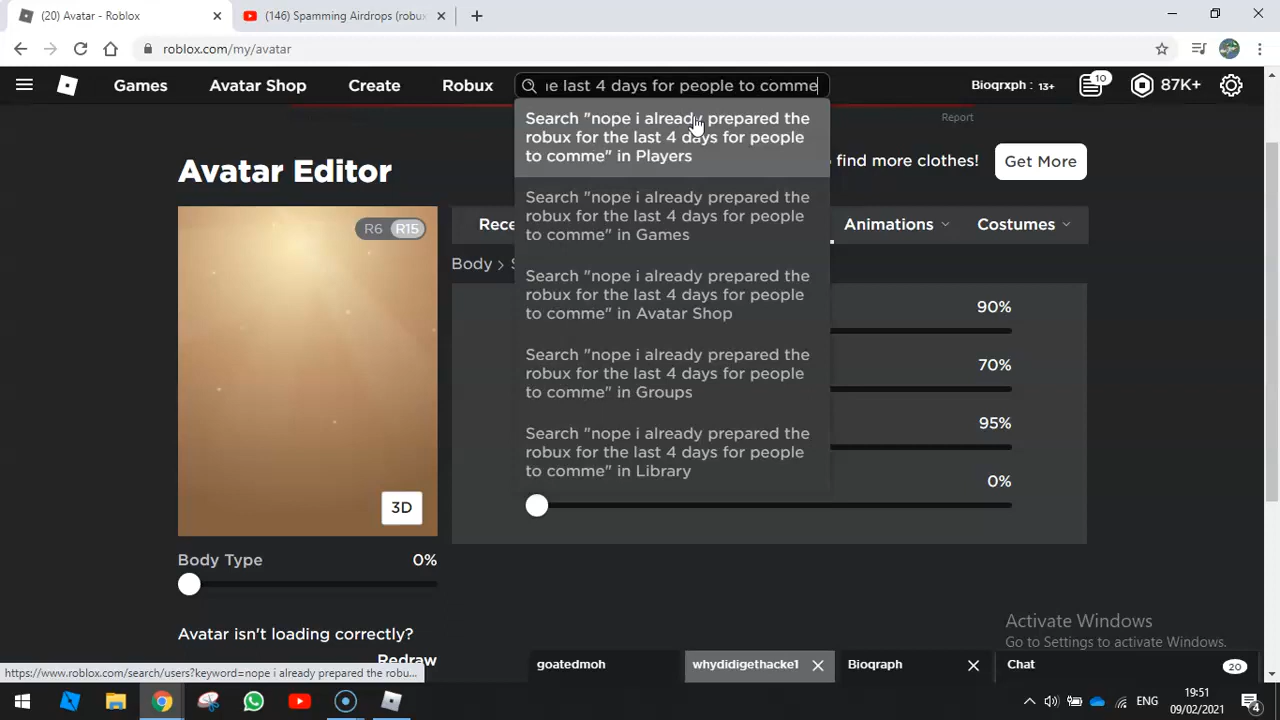 (20) Avatar - Roblox
(146) Spamming Airdrops (robux
roblox.com/my/avatar
Games
Avatar Shop
Create
Robux
ıe last 4 days for people to comme
Bioqrxph : 13+
10
87K+
Search "nope i already prepared the
robux for the last 4 days for people
to comme" in Players
Search "nope i already prepared the
robux for the last 4 days for people
to comme" in Games
Search "nope i already prepared the
robux for the last 4 days for people
to comme" in Avatar Shop
Search "nope i already prepared the
robux for the last 4 days for people
to comme" in Groups
Search "nope i already prepared the
robux for the last 4 days for people
to comme" in Library
Report
Avatar Editor
find more clothes!
Get More
R6
R15
3D
Rece
Animations
Costumes
Body > S
90%
70%
95%
0%
Body Type
0%
Avatar isn't loading correctly?
Redraw
Activate Windows
Go to Settings to activate Windows.
goatedmoh
whydidigethacke1
Bioqraph
Chat
20
https://www.roblox.com/search/users?keyword=nope i already prepared the robu...
ENG
19:51
09/02/2021
4